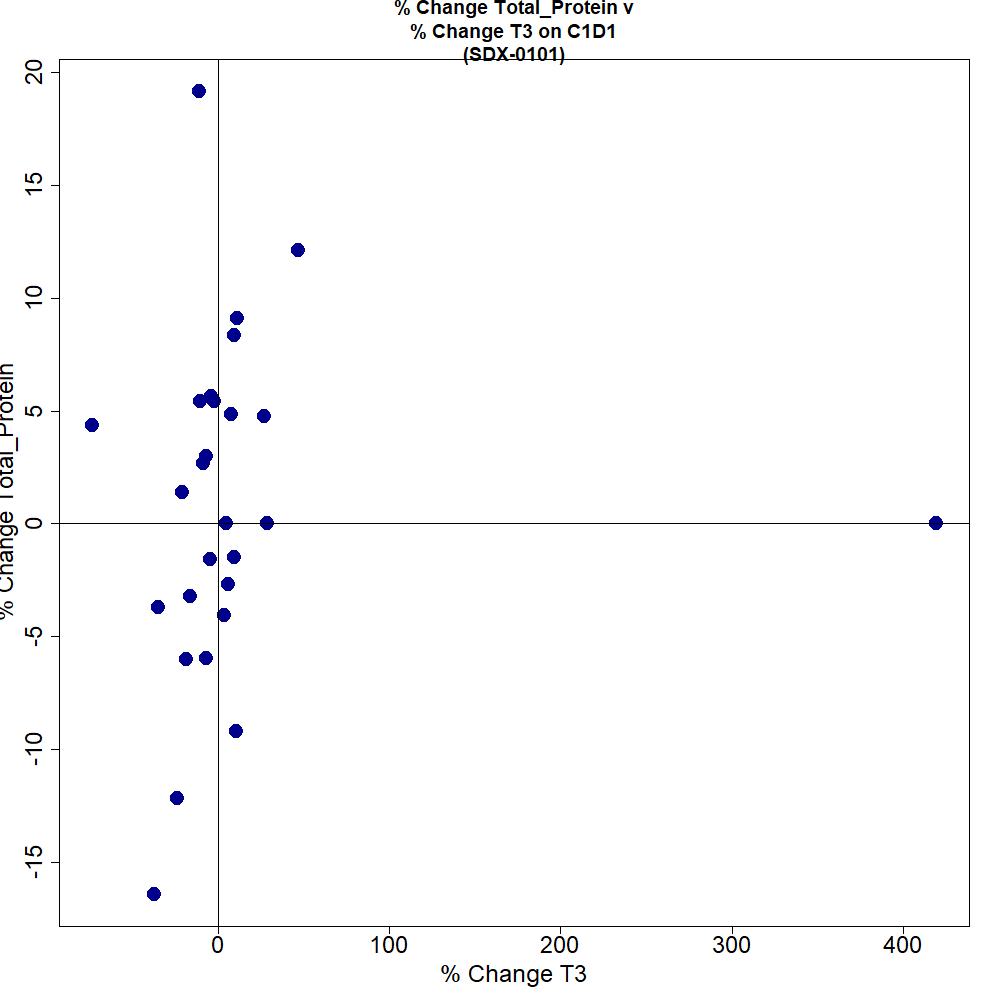 % Change Total_Protein v
% Change T3 on C1D1
(SDX-0101)
% Change Total_Protein
20
15
10
5
0
-5
-10
-15
0
100
200
300
400
% Change T3